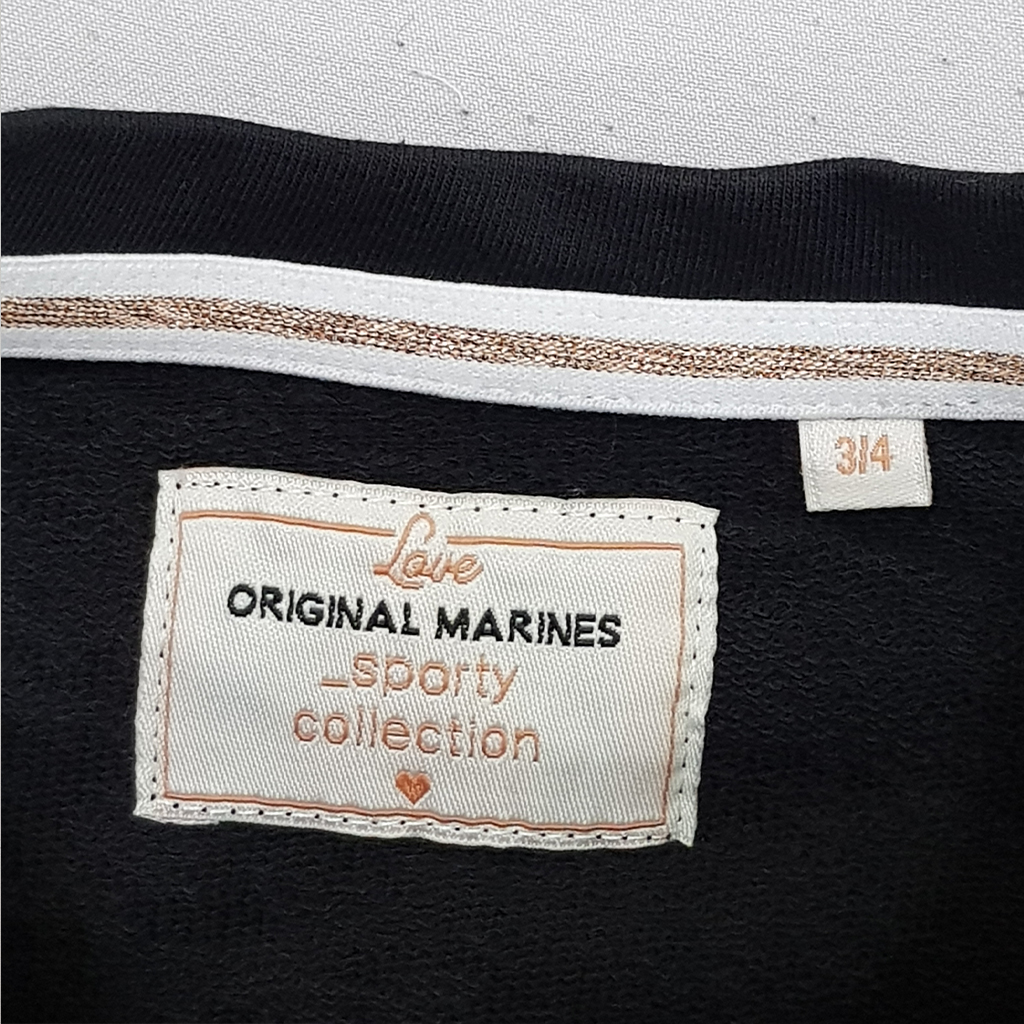 3/4
Love
ORIGINAL MARINES
_sporty
collection